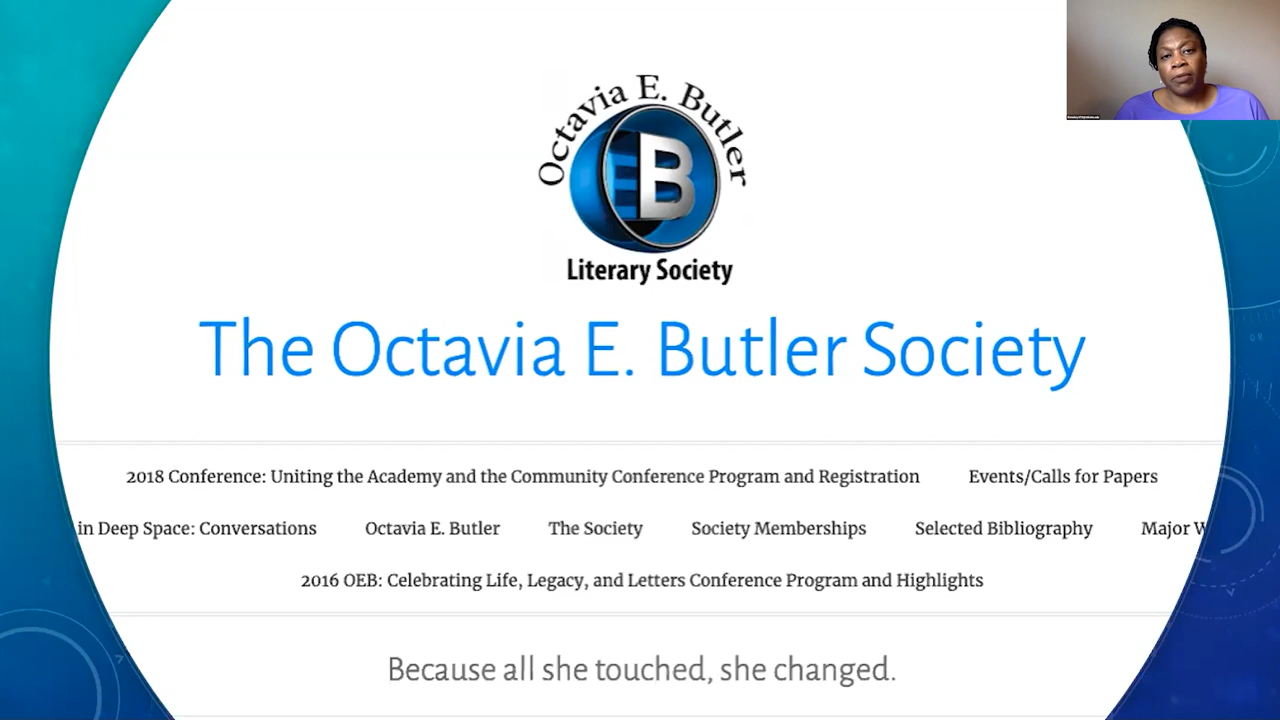 Octavia E. Butler
EB
Literary Society
The Octavia E. Butler Society
2018 Conference: Uniting the Academy and the Community Conference Program and Registration Events/Calls for Papers
in Deep Space: Conversations Octavia E. Butler The Society Society Memberships Selected Bibliography Major
2016 OEB: Celebrating Life, Legacy, and Letters Conference Program and Highlights
Because all she touched, she changed.